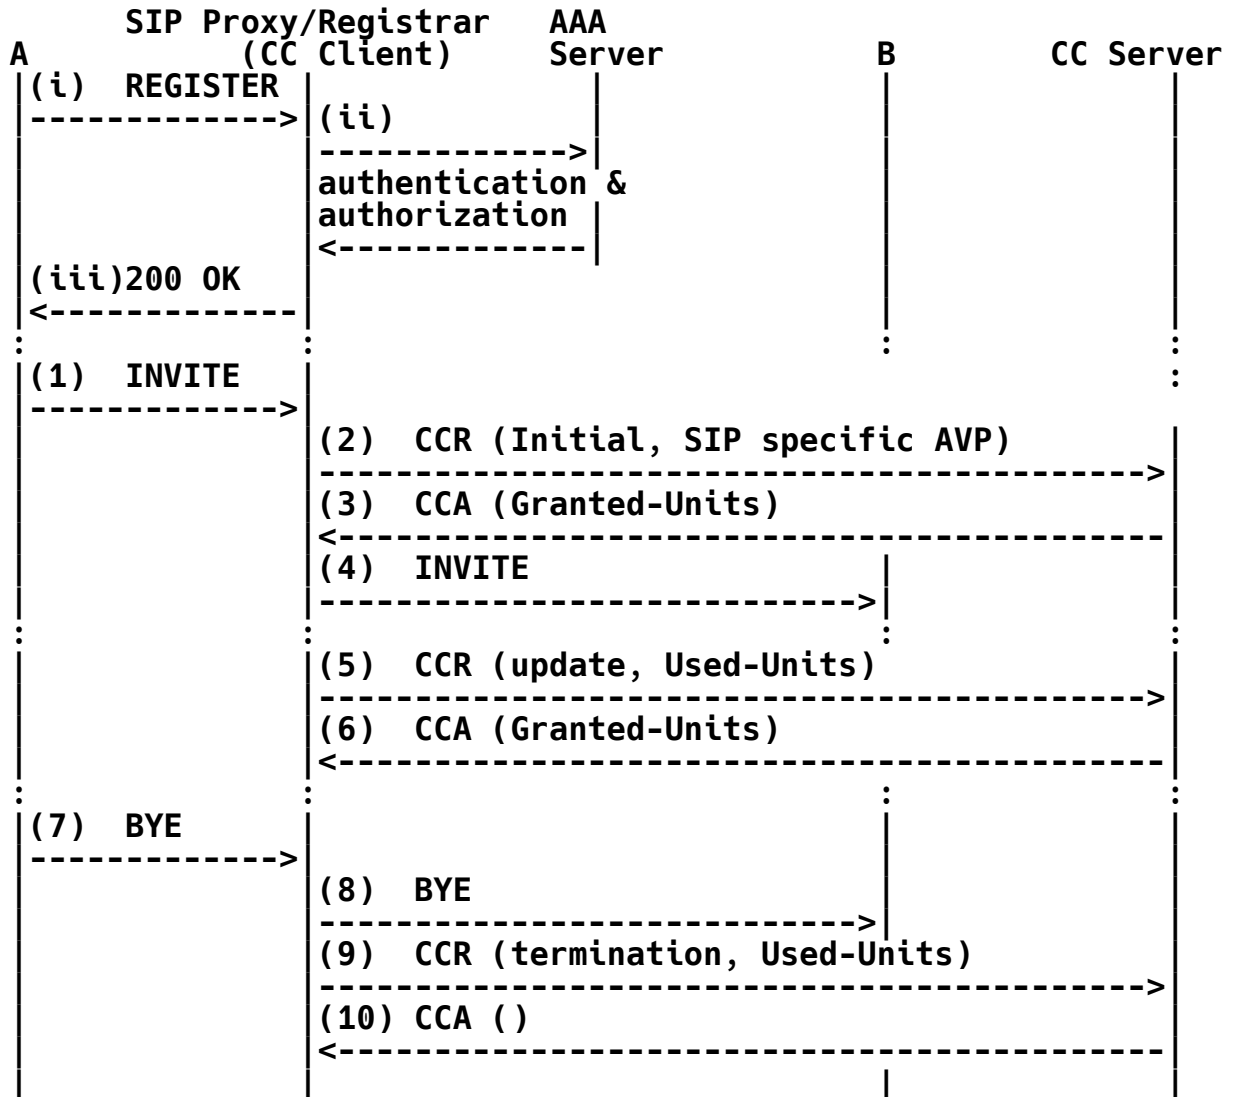 SIP Proxy/Registrar AAA
A (CC Client) Server B CC Server
(i) REGISTER
(ii)
authentication &
authorization
(iii)200 OK
(1) INVITE
(2) CCR (Initial, SIP specific AVP)
(3) CCA (Granted-Units)
(4) INVITE
(5) CCR (update, Used-Units)
(6) CCA (Granted-Units)
(7) BYE
(8) BYE
(9) CCR (termination, Used-Units)
(10) CCA ()